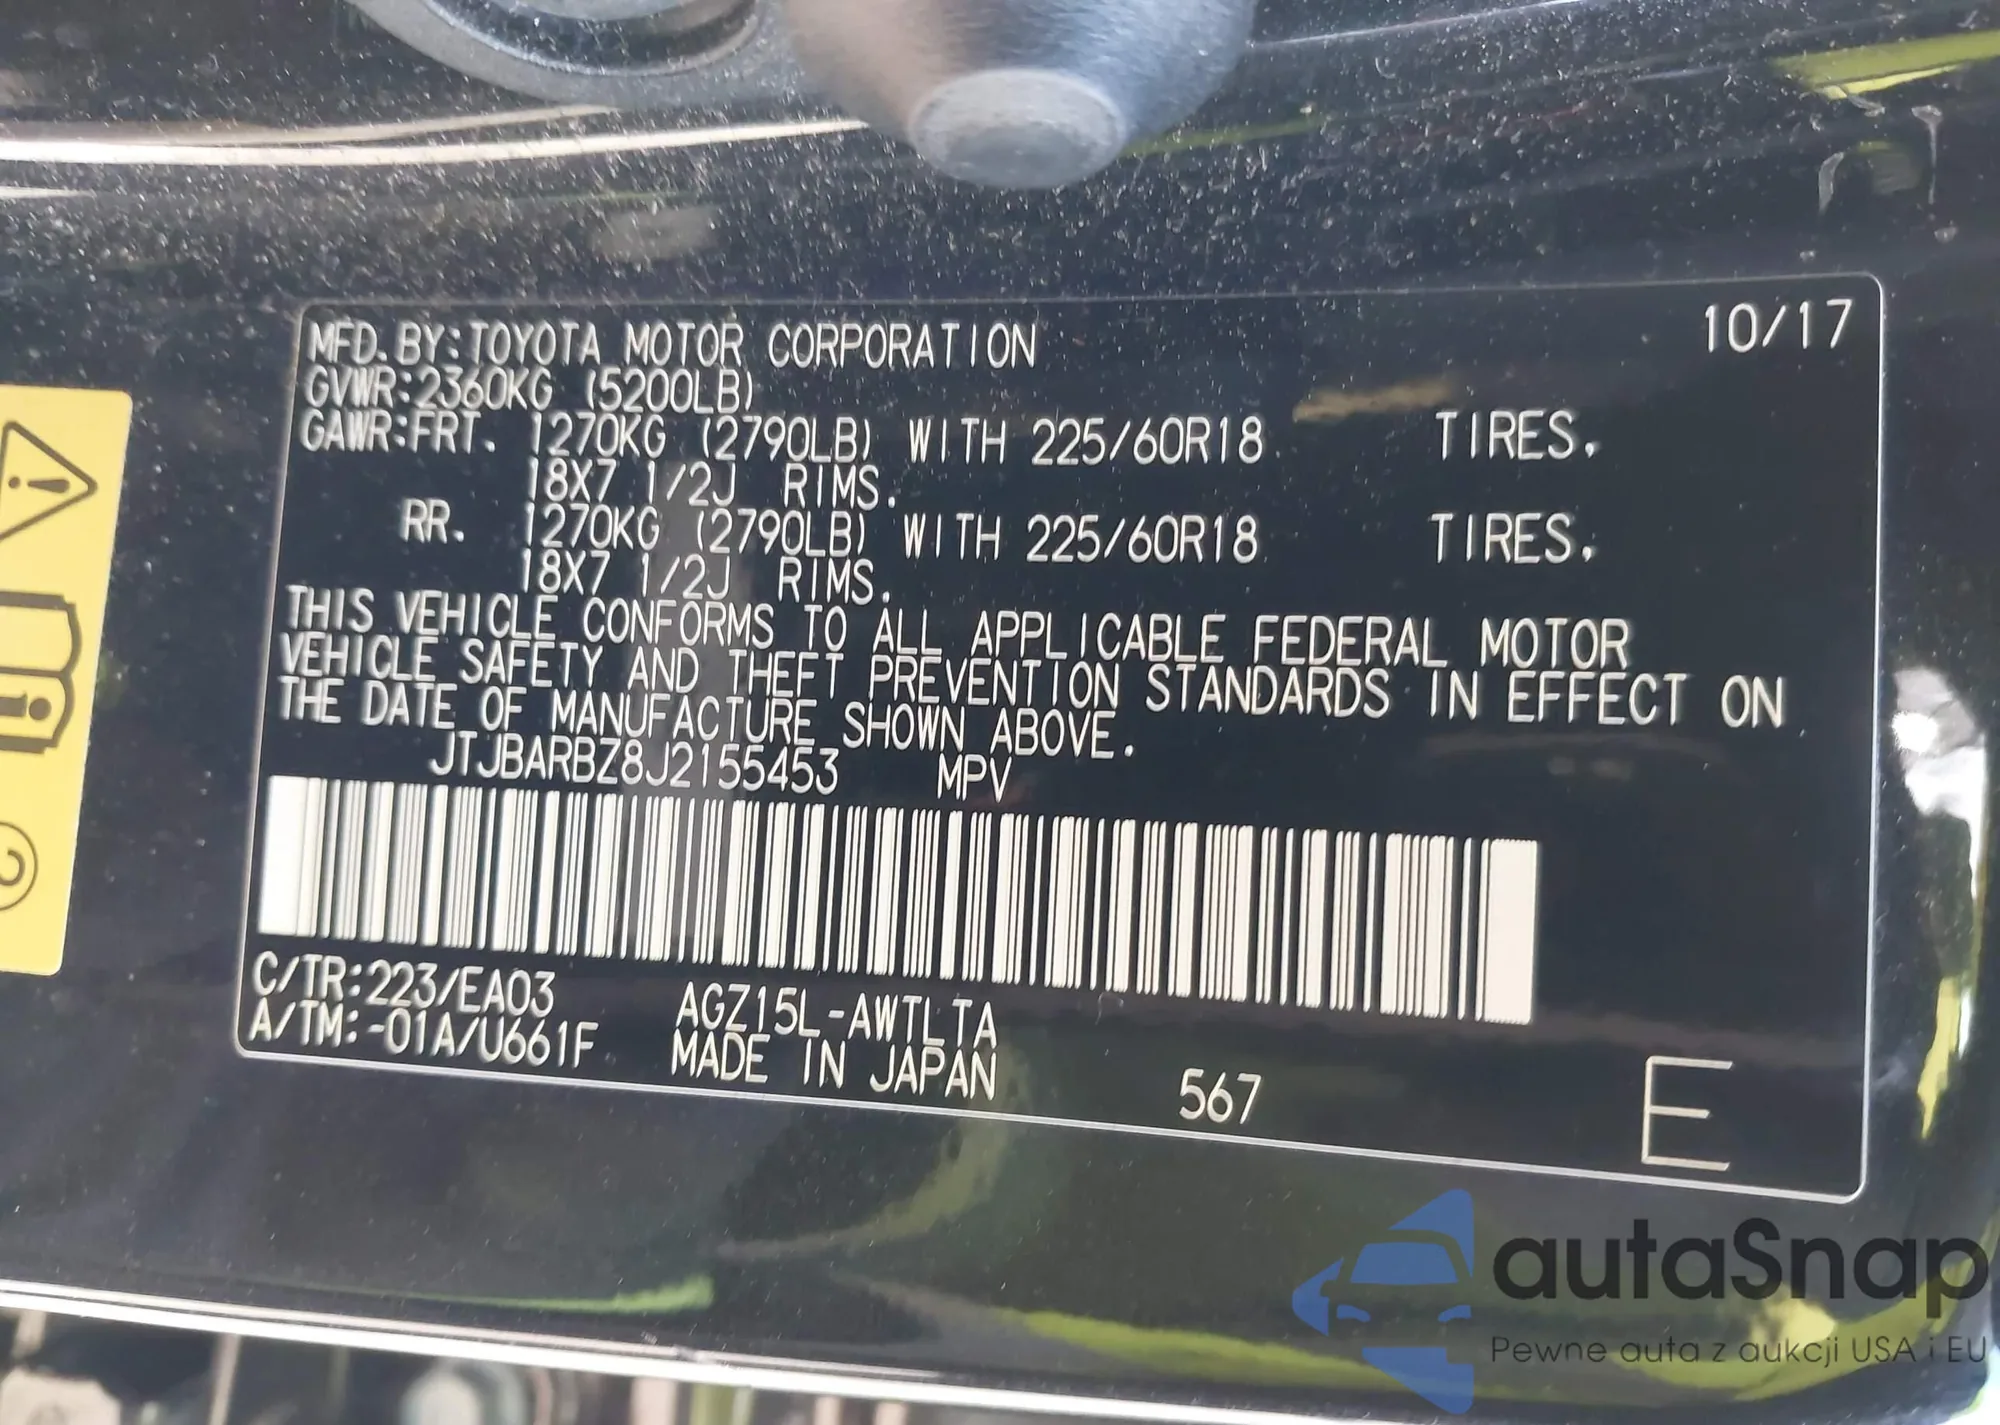 10/17
MFD.BY:TOYOTA MOTOR CORPORATION
GVWR:2360KG (5200LB)
GAWR:FRT. 1270KG (2790LB) WITH 225/60R18 TIRES,
18X7 1/2J RIMS.
RR. 1270KG (2790LB) WITH 225/60R18 TIRES,
18X7 1/2J RIMS.
THIS VEHICLE CONFORMS TO ALL APPLICABLE FEDERAL MOTOR
VEHICLE SAFETY AND THEFT PREVENTION STANDARDS IN EFFECT ON
THE DATE OF MANUFACTURE SHOWN ABOVE.
JTJBARBZ8J2155453 MPV
C/TR:223/EA03 AGZ15L-AWTLTA
A/TM:-01A/U661F MADE IN JAPAN 567 E
2
autaSnap
Pewne auta z aukcji USA i EU